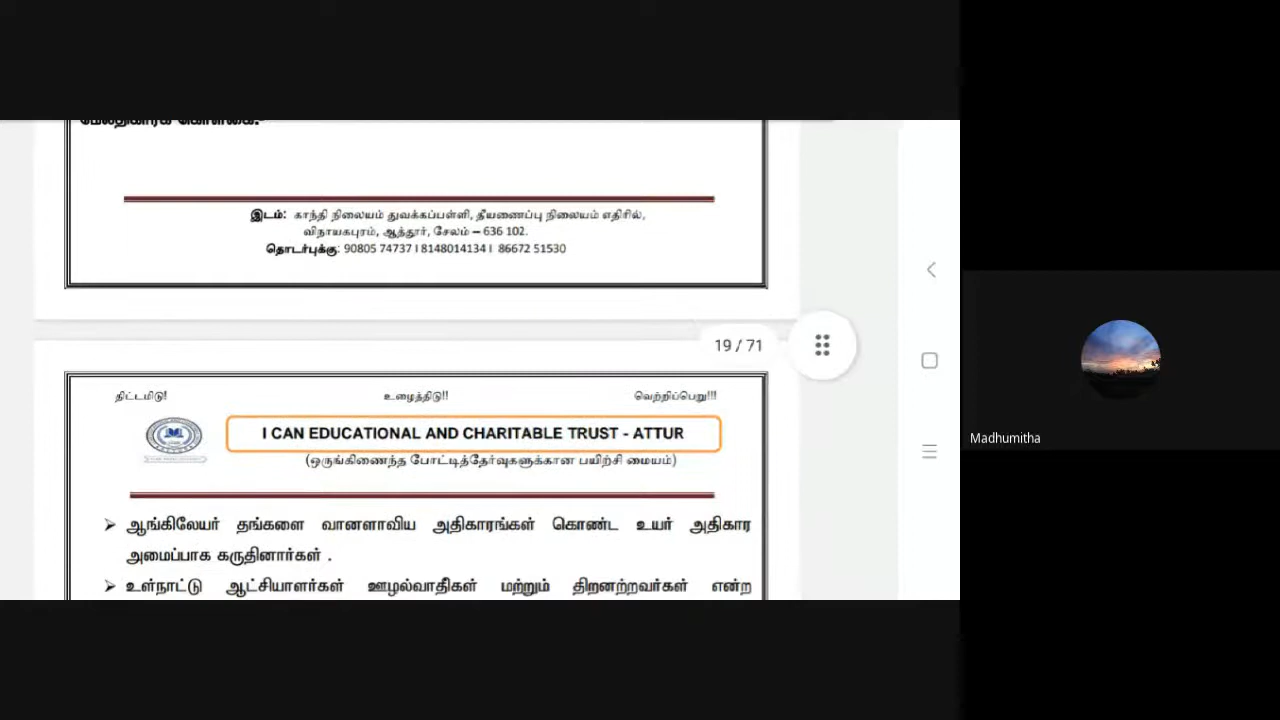 மேலதிகாரக் கொள்கை:-
இடம்: காந்தி நிலையம் துவக்கப்பள்ளி, தீயணைப்பு நிலையம் எதிரில்,
விநாயகபுரம், ஆத்தூர், சேலம் – 636 102.
தொடர்புக்கு: 90805 74737 I 8148014134 I 86672 51530
19 / 71
திட்டமிடு! உழைத்திடு!! வெற்றிப்பெறு!!!
I CAN EDUCATIONAL AND CHARITABLE TRUST - ATTUR
(ஒருங்கிணைந்த போட்டித்தேர்வுகளுக்கான பயிற்சி மையம்)
➢ ஆங்கிலேயர் தங்களை வானளாவிய அதிகாரங்கள் கொண்ட உயர் அதிகார
அமைப்பாக கருதினார்கள் .
➢ உள்நாட்டு ஆட்சியாளர்கள் ஊழல்வாதிகள் மற்றும் திறனற்றவர்கள் என்ற
Madhumitha